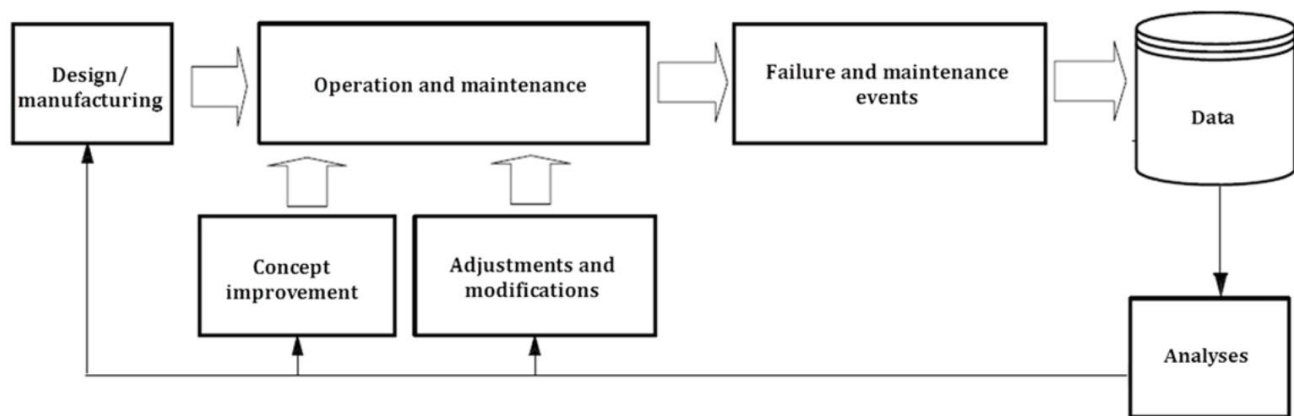 Design/
manufacturing
Operation and maintenance
Failure and maintenance
events
Data
Concept
improvement
Adjustments and
modifications
Analyses